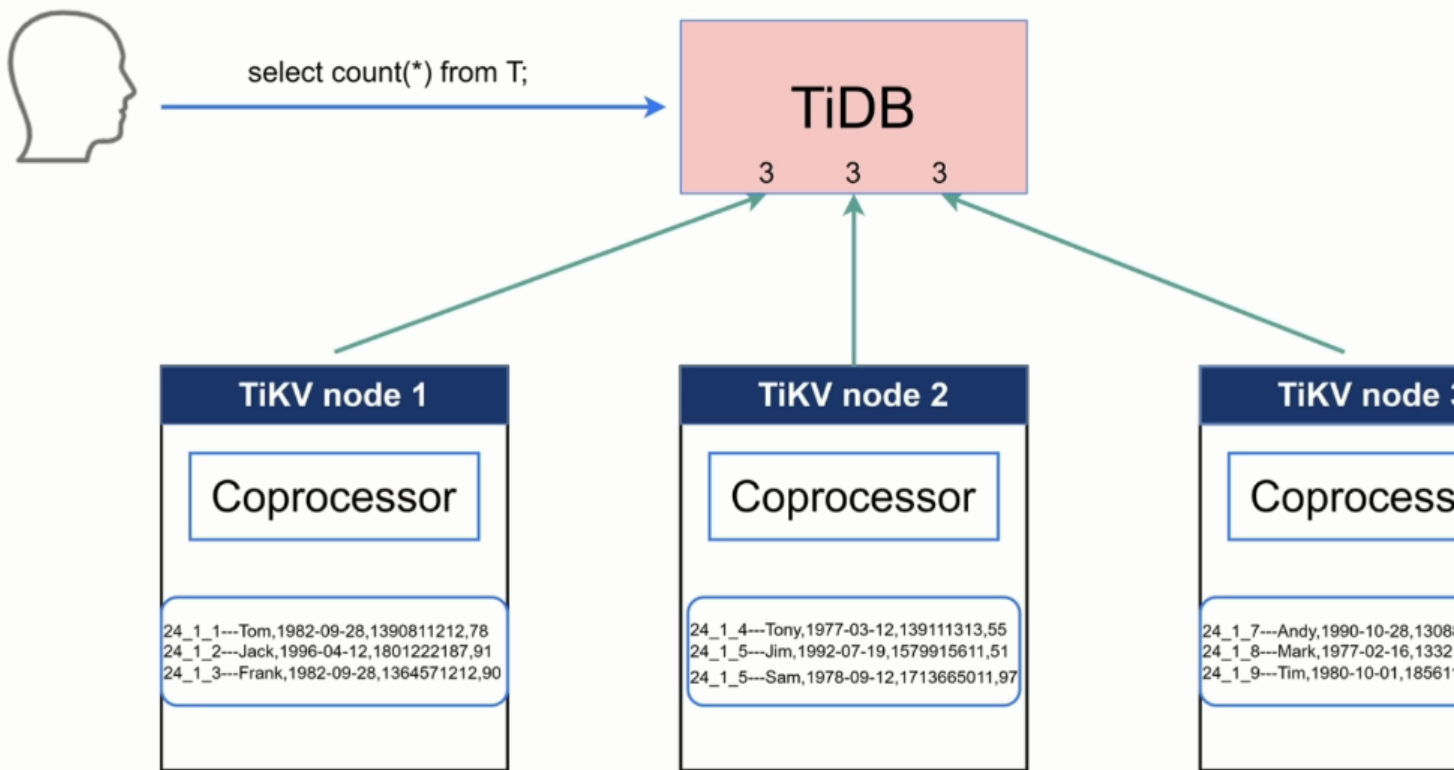 select count(*) from T;
TiDB
3 3 3
TiKV node 1
Coprocessor
24_1_1---Tom,1982-09-28,1390811212,78
24_1_2---Jack,1996-04-12,1801222187,91
24_1_3---Frank,1982-09-28,1364571212,90
TiKV node 2
Coprocessor
24_1_4---Tony,1977-03-12,139111313,55
24_1_5---Jim,1992-07-19,1579915611,51
24_1_5---Sam,1978-09-12,1713665011,97
TiKV node
Coprocess
24_1_7---Andy,1990-10-28,1308
24_1_8---Mark,1977-02-16,1332
24_1_9---Tim,1980-10-01,18561